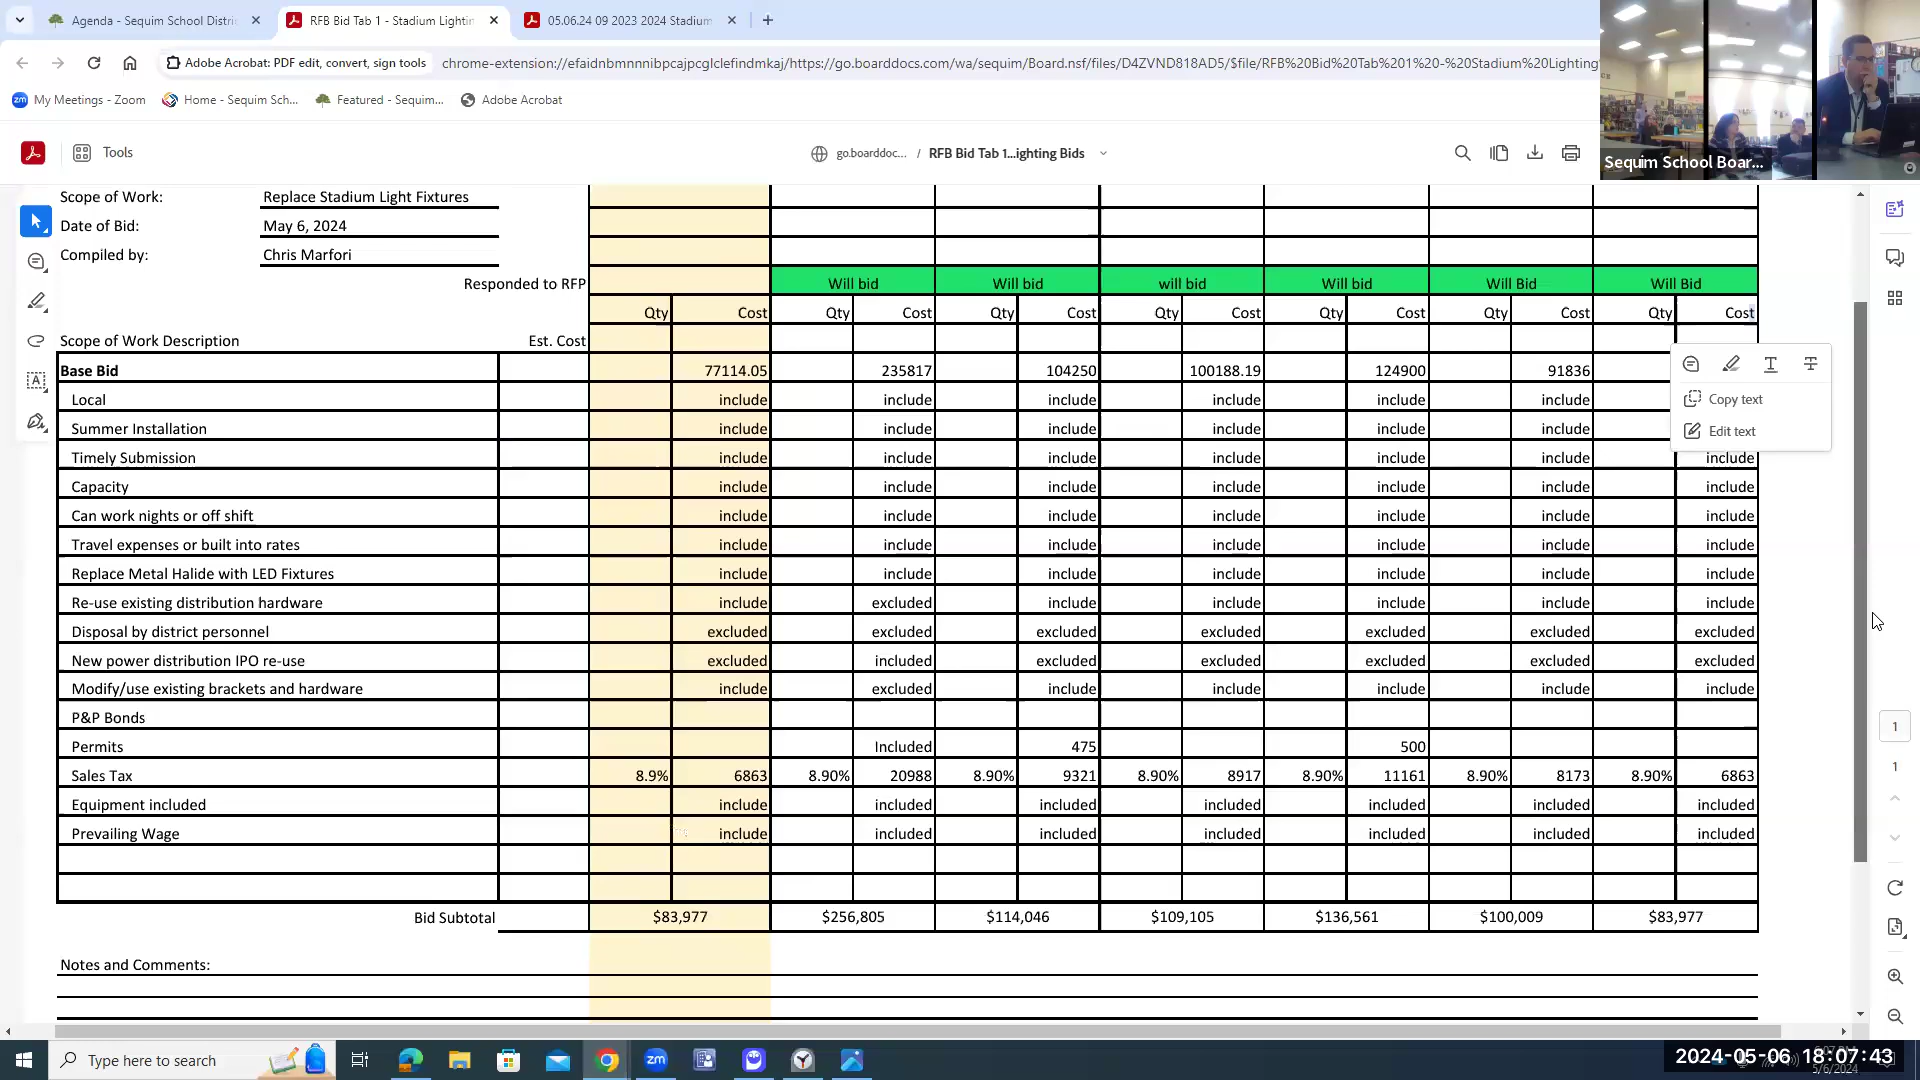 Agenda - Sequim School Distri
RFB Bid Tab 1 - Stadium Lightin
05.06.24 09 2023 2024 Stadium
Adobe Acrobat: PDF edit, convert, sign tools
chrome-extension://efaidnbmnnnibpcajpcglclefindmkaj/https://go.boarddocs.com/wa/sequim/Board.nsf/files/D4ZVND818AD5/$file/RFB%20Bid%20Tab%201%20-%20Stadium%20Lighting
My Meetings - Zoom
Home - Sequim Sch...
Featured - Sequim...
Adobe Acrobat
Tools
go.boarddoc... / RFB Bid Tab 1...ighting Bids
Sequim School Boar...
Scope of Work: Replace Stadium Light Fixtures
Date of Bid: May 6, 2024
Compiled by: Chris Marfori
Responded to RFP Will bid Will bid will bid Will bid Will Bid Will Bid
Qty Cost Qty Cost Qty Cost Qty Cost Qty Cost Qty Cost Qty Cost
Scope of Work Description Est. Cost
Base Bid 77114.05 235817 104250 100188.19 124900 91836
Local include include include include include include
Copy text
Summer Installation include include include include include include
Edit text
Timely Submission include include include include include include include
Capacity include include include include include include include
Can work nights or off shift include include include include include include include
Travel expenses or built into rates include include include include include include include
Replace Metal Halide with LED Fixtures include include include include include include include
Re-use existing distribution hardware include excluded include include include include include
Disposal by district personnel excluded excluded excluded excluded excluded excluded excluded
New power distribution IPO re-use excluded included excluded excluded excluded excluded excluded
Modify/use existing brackets and hardware include excluded include include include include include
P&P Bonds
Permits Included 475 500
Sales Tax 8.9% 6863 8.90% 20988 8.90% 9321 8.90% 8917 8.90% 11161 8.90% 8173 8.90% 6863
Equipment included include included included included included included included
Prevailing Wage include included included included included included included
Bid Subtotal $83,977 $256,805 $114,046 $109,105 $136,561 $100,009 $83,977
Notes and Comments:
1
1
Type here to search
2024-05-06 18:07:43
5/6/2024